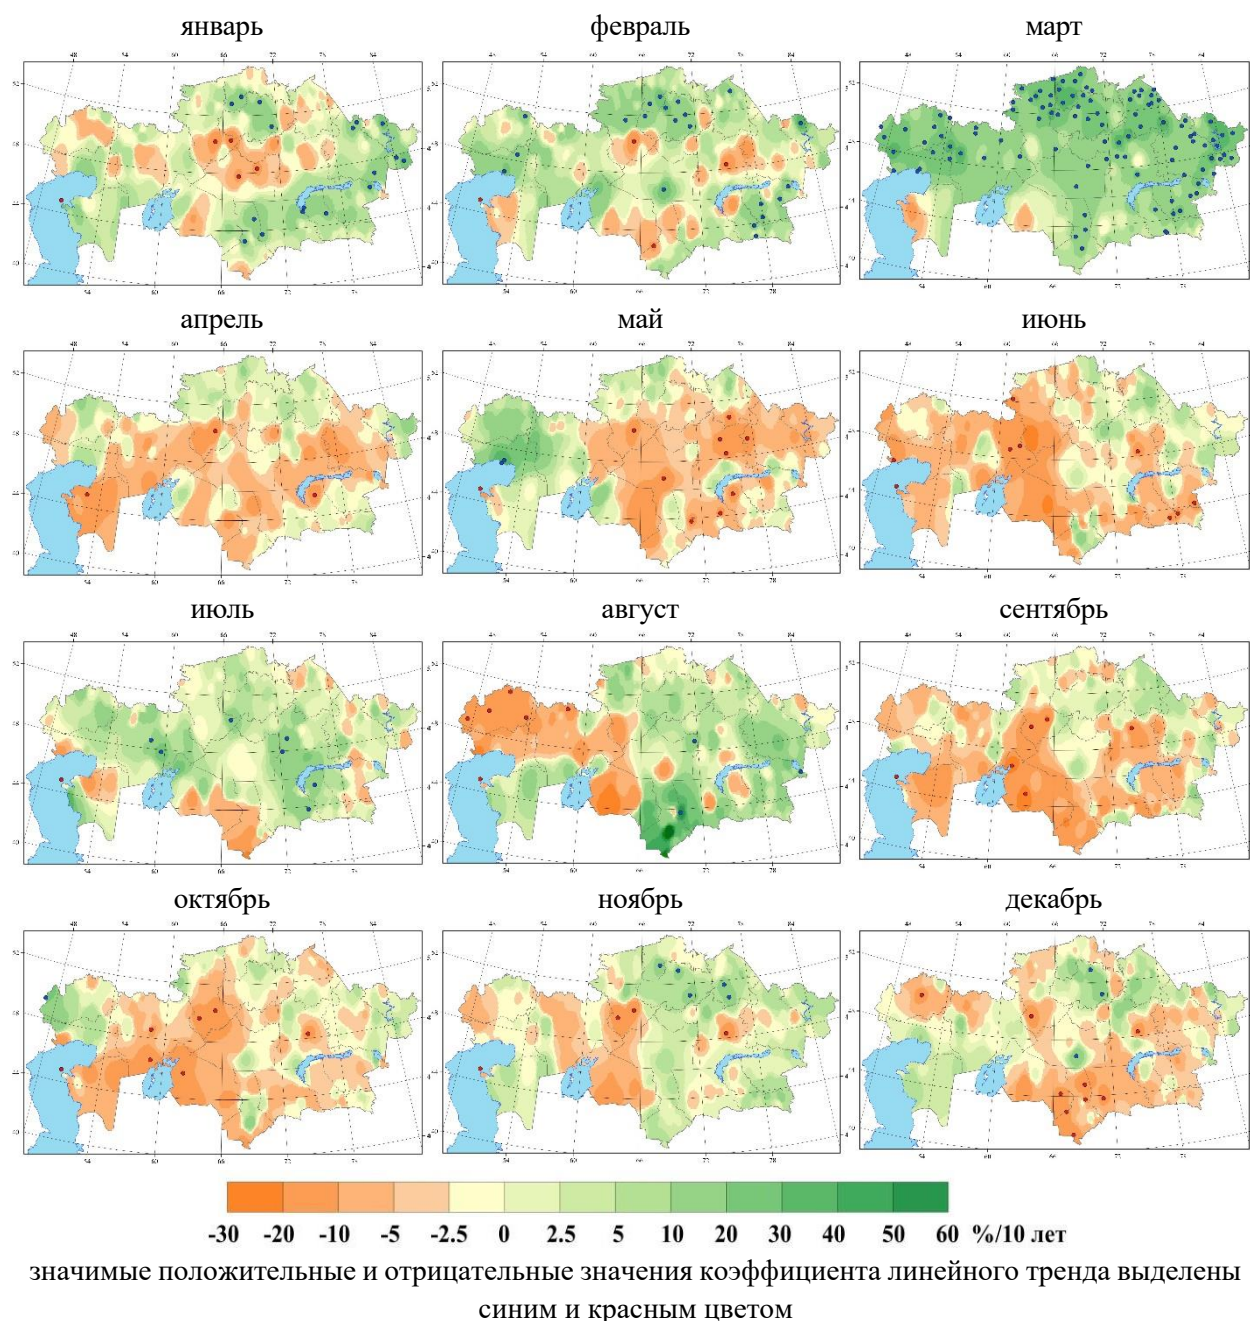 январь февраль март
апрель май июнь
июль август сентябрь
октябрь ноябрь декабрь
-30 -20 -10 -5 -2.5 0 2.5 5 10 20 30 40 50 60 %/10 лет
значимые положительные и отрицательные значения коэффициента линейного тренда выделены
синим и красным цветом